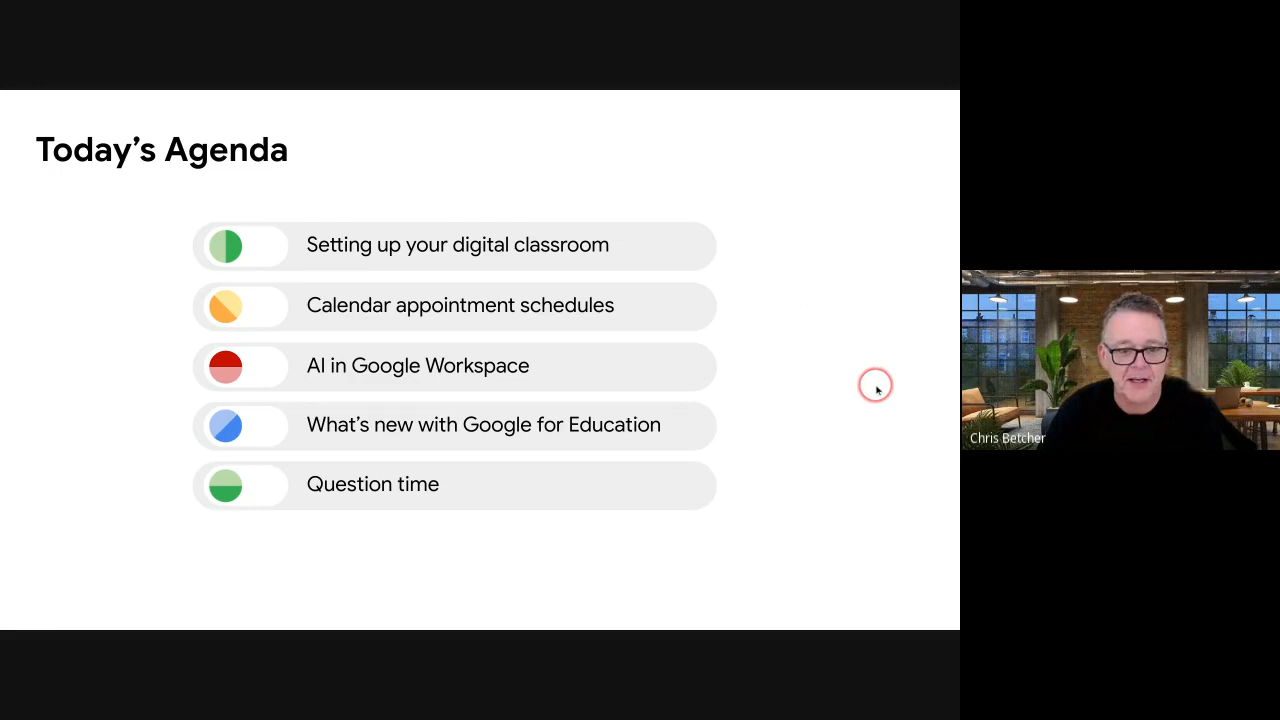 Today’s Agenda
Setting up your digital classroom
Calendar appointment schedules
AI in Google Workspace
What’s new with Google for Education
Question time
Chris Betcher